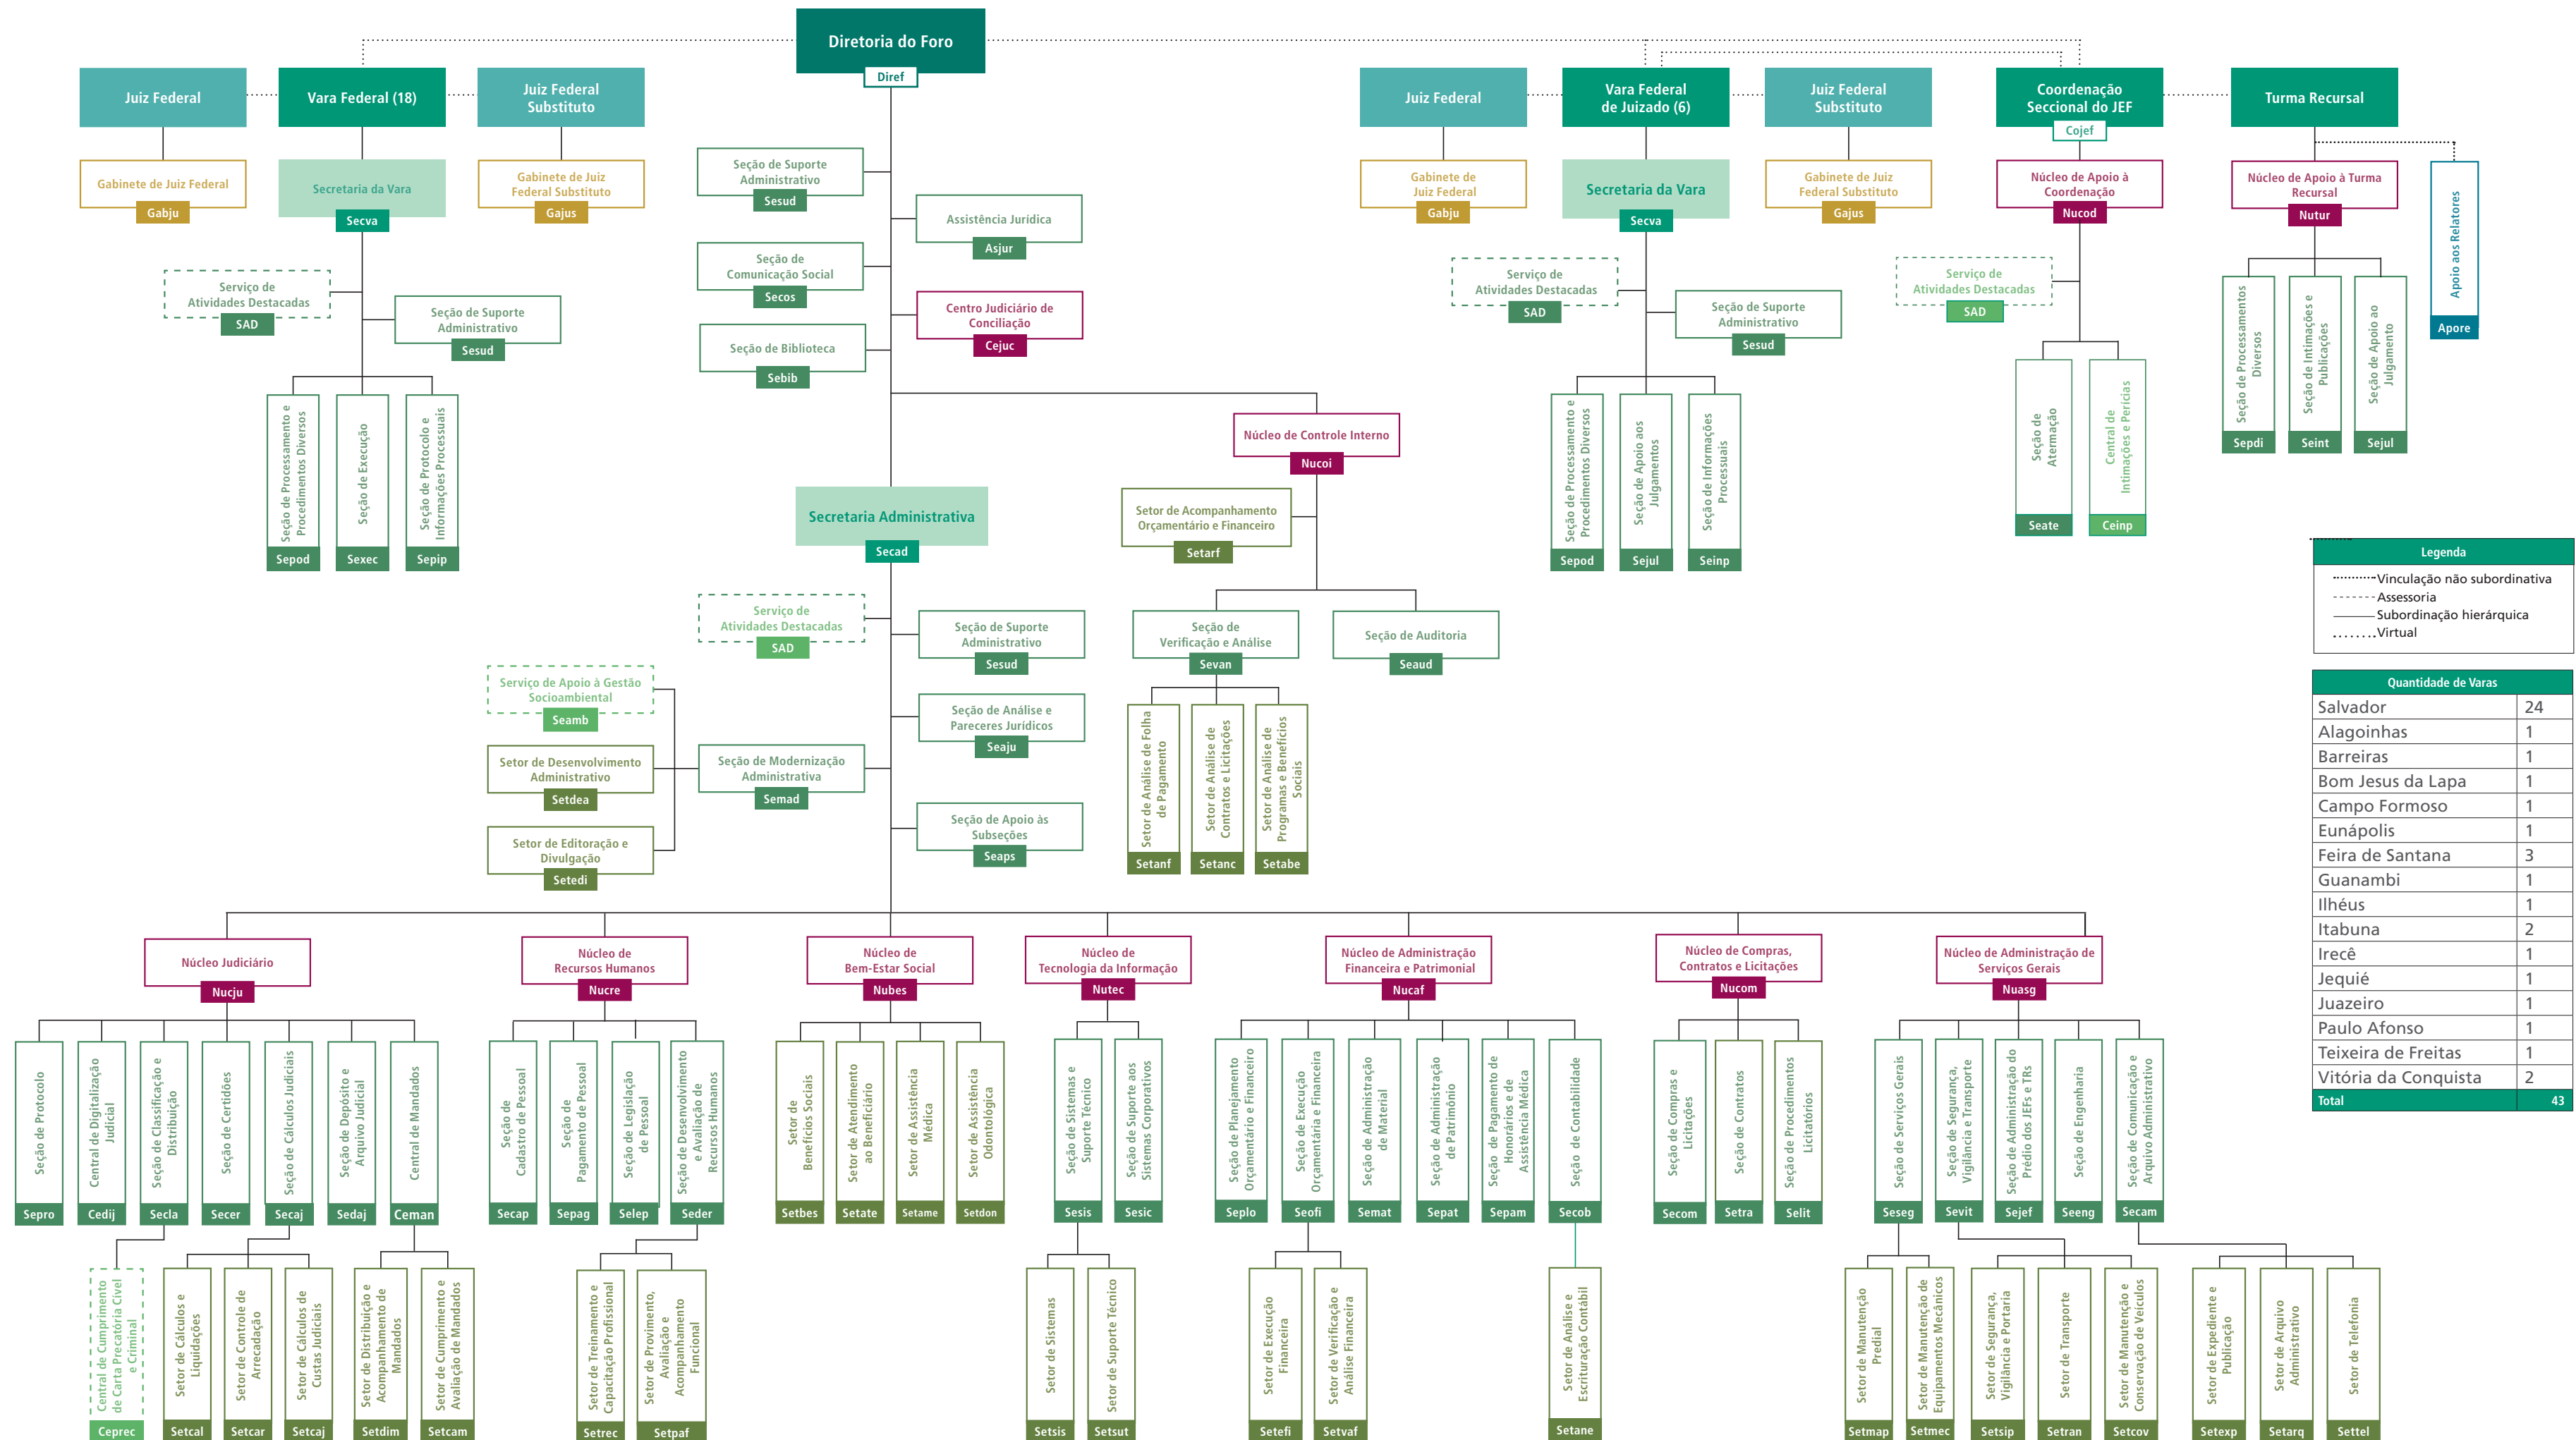 Diretoria do Foro
Diref
Juiz Federal
Vara Federal (18)
Juiz Federal
Substituto
Juiz Federal
Vara Federal
de Juizado (6)
Juiz Federal
Substituto
Coordenação
Seccional do JEF
Cojef
Turma Recursal
Gabinete de Juiz Federal
Gabju
Secretaria da Vara
Secva
Gabinete de Juiz
Federal Substituto
Gajus
Serviço de
Atividades Destacadas
SAD
Seção de Suporte
Administrativo
Sesud
Seção de Processamento e
Procedimentos Diversos
Sepod
Seção de Execução
Sexec
Seção de Protocolo e
Informações Processuais
Sepip
Seção de Suporte
Administrativo
Sesud
Assistência Jurídica
Asjur
Seção de
Comunicação Social
Secos
Centro Judiciário de
Conciliação
Cejuc
Seção de Biblioteca
Sebib
Gabinete de
Juiz Federal
Gabju
Secretaria da Vara
Secva
Gabinete de Juiz
Federal Substituto
Gajus
Serviço de
Atividades Destacadas
SAD
Seção de Suporte
Administrativo
Sesud
Seção de Processamento e
Procedimentos Diversos
Sepod
Seção de Apoio aos
Julgamentos
Sejul
Seção de Informações
Processuais
Seinp
Núcleo de Apoio à
Coordenação
Nucod
Serviço de
Atividades Destacadas
SAD
Seção de
Atermação
Seate
Central de
Intimações e Perícias
Ceinp
Núcleo de Apoio à Turma
Recursal
Nutur
Apoio aos Relatores
Apore
Seção de Processamentos
Diversos
Sepdi
Seção de Intimações e
Publicações
Seint
Seção de Apoio ao
Julgamento
Sejul
Núcleo de Controle Interno
Nucoi
Setor de Acompanhamento
Orçamentário e Financeiro
Setarf
Seção de
Verificação e Análise
Sevan
Seção de Auditoria
Seaud
Setor de Análise de Folha
de Pagamento
Setanf
Setor de Análise de
Contratos e Licitações
Setanc
Setor de Análise de
Programas e Benefícios
Sociais
Setabe
Secretaria Administrativa
Secad
Serviço de
Atividades Destacadas
SAD
Seção de Suporte
Administrativo
Sesud
Serviço de Apoio à Gestão
Socioambiental
Seamb
Seção de Análise e
Pareceres Jurídicos
Seaju
Setor de Desenvolvimento
Administrativo
Setdea
Seção de Modernização
Administrativa
Semad
Setor de Editoração e
Divulgação
Setedi
Seção de Apoio às
Subseções
Seaps
Legenda
Vinculação não subordinativa
Assessoria
Subordinação hierárquica
Virtual
Quantidade de Varas
Salvador 24
Alagoinhas 1
Barreiras 1
Bom Jesus da Lapa 1
Campo Formoso 1
Eunápolis 1
Feira de Santana 3
Guanambi 1
Ilhéus 1
Itabuna 2
Irecê 1
Jequié 1
Juazeiro 1
Paulo Afonso 1
Teixeira de Freitas 1
Vitória da Conquista 2
Total 43
Núcleo Judiciário
Nucju
Seção de Protocolo
Sepro
Central de Digitalização
Judicial
Cedij
Seção de Classificação e
Distribuição
Secla
Seção de Certidões
Secer
Seção de Cálculos Judiciais
Secaj
Seção de Depósito e
Arquivo Judicial
Sedaj
Central de Mandados
Ceman
Central de Cumprimento
de Carta Precatória Cível
e Criminal
Ceprec
Setor de Cálculos e
Liquidações
Setcal
Setor de Controle de
Arrecadação
Setcar
Setor de Cálculos de
Custas Judiciais
Setcaj
Setor de Distribuição e
Acompanhamento de
Mandados
Setdim
Setor de Cumprimento e
Avaliação de Mandados
Setcam
Núcleo de
Recursos Humanos
Nucre
Seção de
Cadastro de Pessoal
Secap
Seção de
Pagamento de Pessoal
Sepag
Seção de Legislação
de Pessoal
Selep
Seção de Desenvolvimento
e Avaliação de
Recursos Humanos
Seder
Setor de Treinamento e
Capacitação Profissional
Setrec
Setor de Provimento,
Avaliação e
Acompanhamento
Funcional
Setpaf
Núcleo de
Bem-Estar Social
Nubes
Setor de
Benefícios Sociais
Setbes
Setor de Atendimento
ao Beneficiário
Setate
Setor de Assistência
Médica
Setame
Setor de Assistência
Odontológica
Setdon
Núcleo de
Tecnologia da Informação
Nutec
Seção de Sistemas e
Suporte Técnico
Sesis
Seção de Suporte aos
Sistemas Corporativos
Sesic
Setor de Sistemas
Setsis
Setor de Suporte Técnico
Setsut
Núcleo de Administração
Financeira e Patrimonial
Nucaf
Seção de Planejamento
Orçamentário e Financeiro
Seplo
Seção de Execução
Orçamentária e Financeira
Seofi
Seção de Administração
de Material
Semat
Seção de Administração
de Patrimônio
Sepat
Seção de Pagamento de
Honorários e de
Assistência Médica
Sepam
Seção de Contabilidade
Secob
Setor de Execução
Financeira
Setefi
Setor de Verificação e
Análise Financeira
Setvaf
Setor de Análise e
Escrituração Contábil
Setane
Núcleo de Compras,
Contratos e Licitações
Nucom
Seção de Compras e
Licitações
Secom
Seção de Contratos
Setra
Seção de Procedimentos
Licitatórios
Selit
Núcleo de Administração de
Serviços Gerais
Nuasg
Seção de Serviços Gerais
Seseg
Seção de Segurança,
Vigilância e Transporte
Sevit
Seção de Administração do
Prédio dos JEFs e TRs
Sejef
Seção de Engenharia
Seeng
Seção de Comunicação e
Arquivo Administrativo
Secam
Setor de Manutenção
Predial
Setmap
Setor de Manutenção de
Equipamentos Mecânicos
Setmec
Setor de Segurança,
Vigilância e Portaria
Setsip
Setor de Transporte
Setran
Setor de Manutenção e
Conservação de Veículos
Setcov
Setor de Expediente e
Publicação
Setexp
Setor de Arquivo
Administrativo
Setarq
Setor de Telefonia
Settel